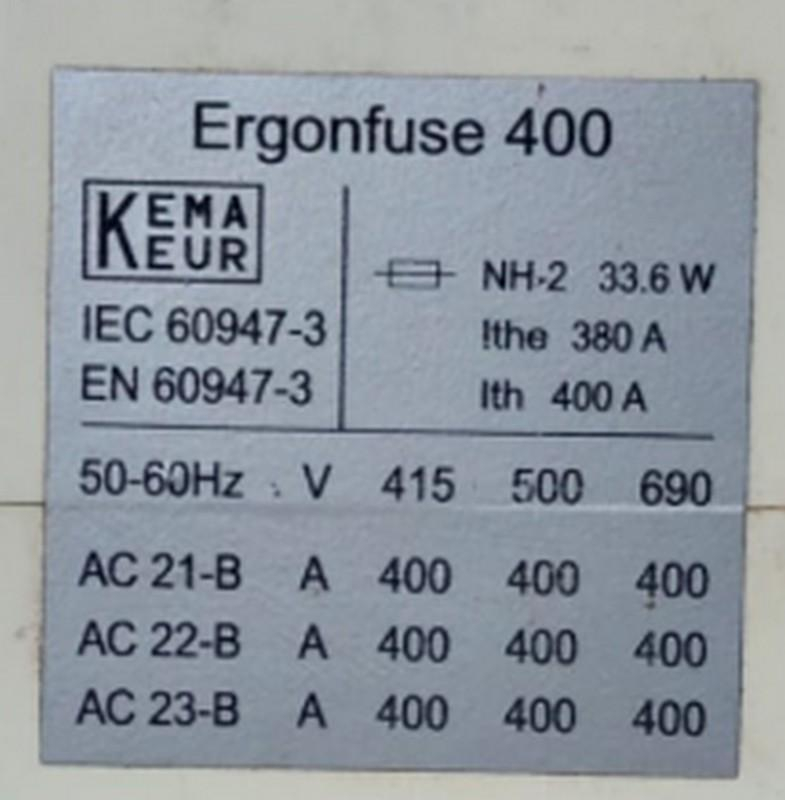 Ergonfuse 400
KEMA
KEUR
IEC 60947-3
EN 60947-3
NH-2 33.6 W
Ithe 380 A
Ith 400 A
50-60Hz V 415 500 690
AC 21-B A 400 400 400
AC 22-B A 400 400 400
AC 23-B A 400 400 400